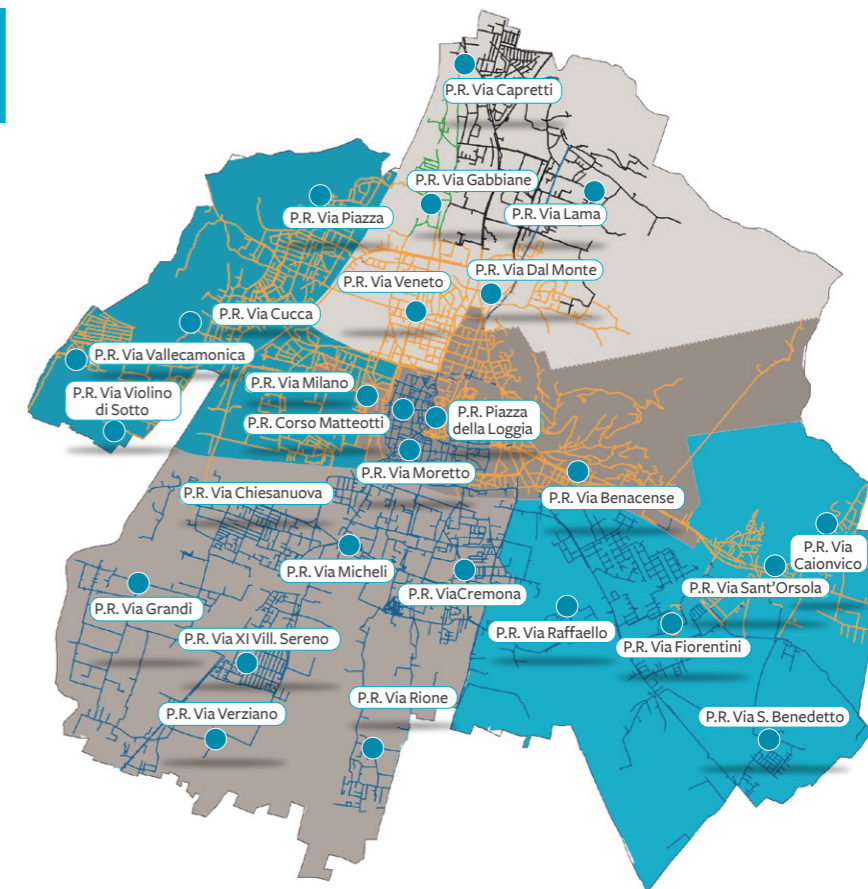 P.R. Via Capretti
P.R. Via Gabbiane
P.R. Via Lama
P.R. Via Piazza
P.R. Via Dal Monte
P.R. Via Veneto
P.R. Via Cucca
P.R. Via Vallecamonica
P.R. Via Milano
P.R. Via Violino
di Sotto
P.R. Corso Matteotti
P.R. Piazza
della Loggia
P.R. Via Moretto
P.R. Via Benacense
P.R. Via Chiesanuova
P.R. Via
Caionvico
P.R. Via Micheli
P.R. ViaCremona
P.R. Via Sant'Orsola
P.R. Via Grandi
P.R. Via Raffaello
P.R. Via Fiorentini
P.R. Via XI Vill. Sereno
P.R. Via Rione
P.R. Via Verziano
P.R. Via S. Benedetto